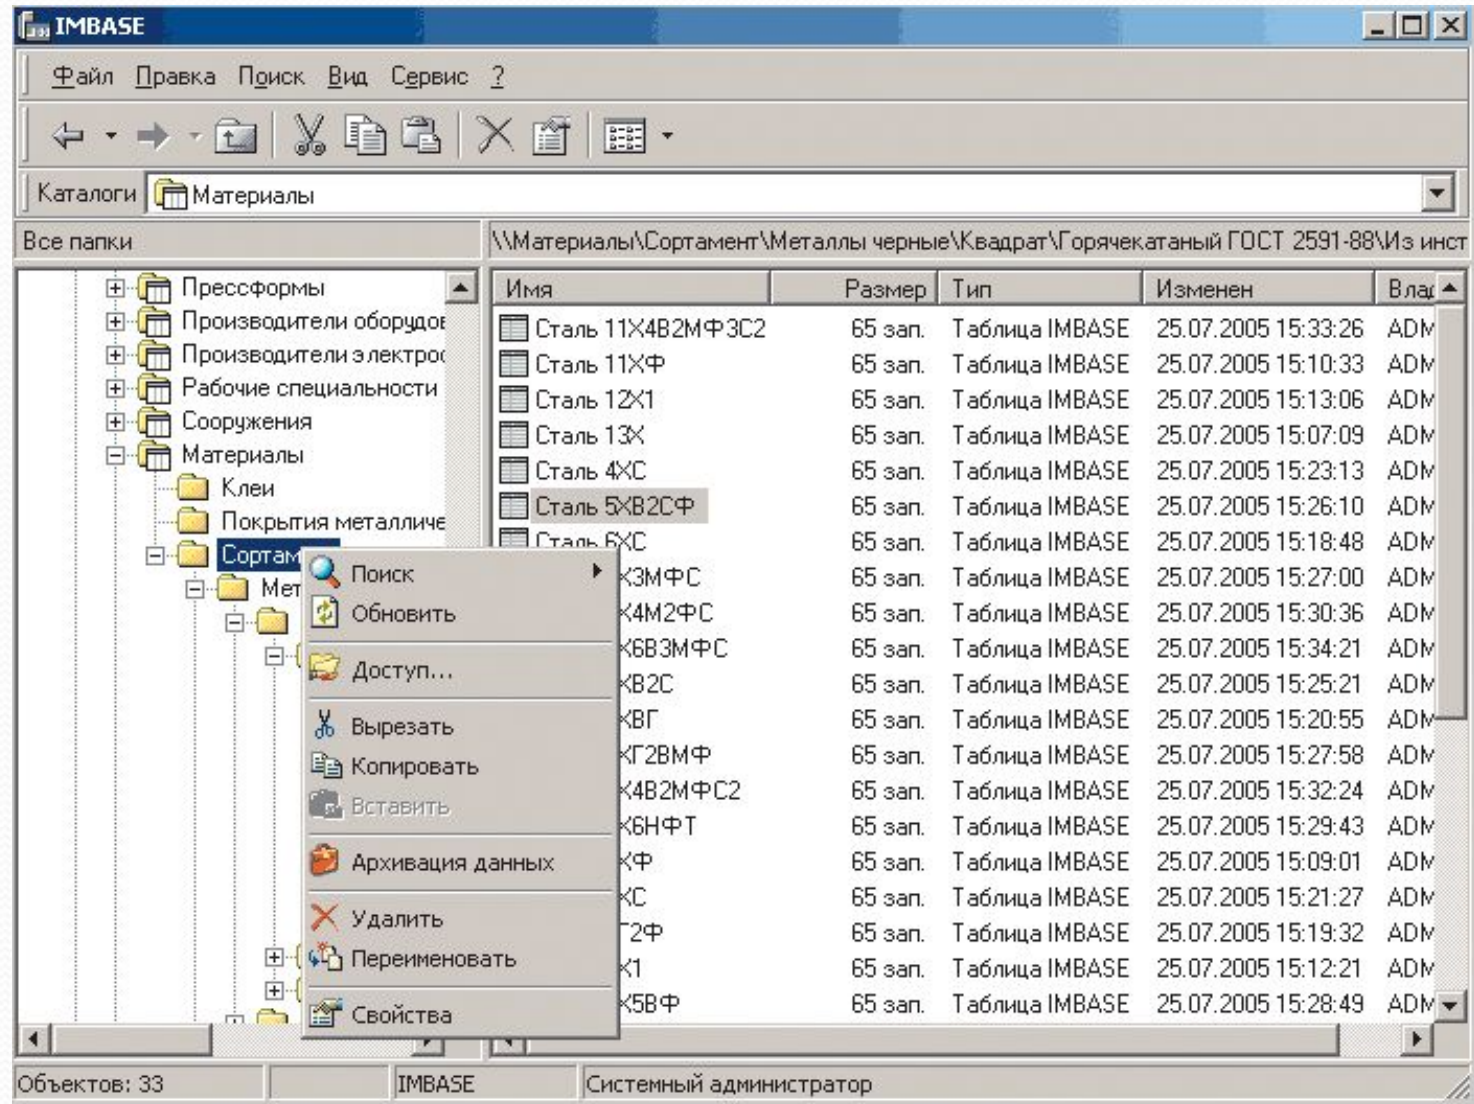 IMBASE
Файл Правка Поиск Вид Сервис ?
Каталоги Материалы
Все папки
\\Материалы\Сортамент\Металлы черные\Квадрат\Горячекатаный ГОСТ 2591-88\Из инст
Прессформы
Производители оборудов
Производители электрос
Рабочие специальности
Сооружения
Материалы
Клеи
Покрытия металличе
Сортам
Мет
Поиск
Обновить
Доступ...
Вырезать
Копировать
Вставить
Архивация данных
Удалить
Переименовать
Свойства
Имя Размер Тип Изменен Влад
Сталь 11Х4В2МФ3С2 65 зап. Таблица IMBASE 25.07.2005 15:33:26 ADM
Сталь 11ХФ 65 зап. Таблица IMBASE 25.07.2005 15:10:33 ADM
Сталь 12Х1 65 зап. Таблица IMBASE 25.07.2005 15:13:06 ADM
Сталь 13Х 65 зап. Таблица IMBASE 25.07.2005 15:07:09 ADM
Сталь 4ХС 65 зап. Таблица IMBASE 25.07.2005 15:23:13 ADM
Сталь 5ХВ2СФ 65 зап. Таблица IMBASE 25.07.2005 15:26:10 ADM
Сталь 6ХС 65 зап. Таблица IMBASE 25.07.2005 15:18:48 ADM
Х3МФС 65 зап. Таблица IMBASE 25.07.2005 15:27:00 ADM
Х4М2ФС 65 зап. Таблица IMBASE 25.07.2005 15:30:36 ADM
Х6В3МФС 65 зап. Таблица IMBASE 25.07.2005 15:34:21 ADM
ХВ2С 65 зап. Таблица IMBASE 25.07.2005 15:25:21 ADM
ХВГ 65 зап. Таблица IMBASE 25.07.2005 15:20:55 ADM
ХГ2ВМФ 65 зап. Таблица IMBASE 25.07.2005 15:27:58 ADM
Х4В2МФС2 65 зап. Таблица IMBASE 25.07.2005 15:32:24 ADM
Х6НФТ 65 зап. Таблица IMBASE 25.07.2005 15:29:43 ADM
ХФ 65 зап. Таблица IMBASE 25.07.2005 15:09:01 ADM
ХС 65 зап. Таблица IMBASE 25.07.2005 15:21:27 ADM
Г2Ф 65 зап. Таблица IMBASE 25.07.2005 15:19:32 ADM
Х1 65 зап. Таблица IMBASE 25.07.2005 15:12:21 ADM
Х5ВФ 65 зап. Таблица IMBASE 25.07.2005 15:28:49 ADM
Объектов: 33 IMBASE Системный администратор